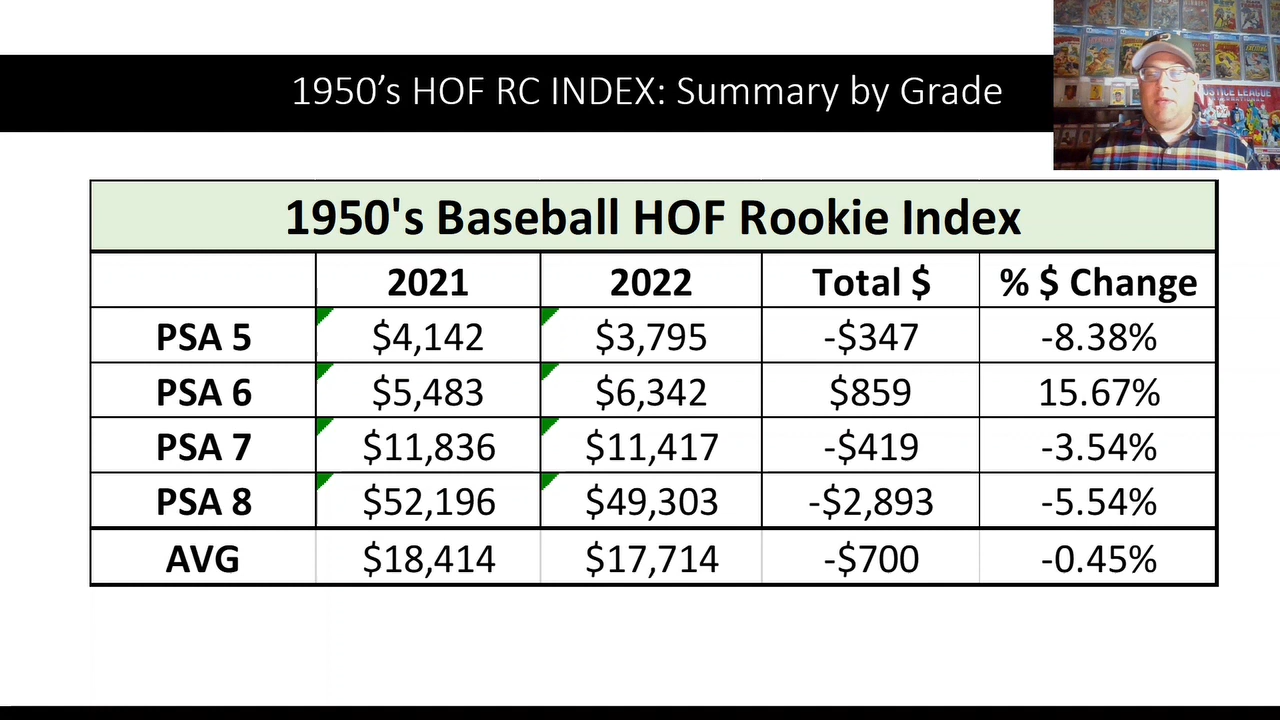 1950's HOF RC INDEX: Summary by Grade
JUSTICE LEAGUE
INTERNATIONAL
1950's Baseball HOF Rookie Index
2021 2022 Total $ % $ Change
PSA 5 $4,142 $3,795 -$347 -8.38%
PSA 6 $5,483 $6,342 $859 15.67%
PSA 7 $11,836 $11,417 -$419 -3.54%
PSA 8 $52,196 $49,303 -$2,893 -5.54%
AVG $18,414 $17,714 -$700 -0.45%